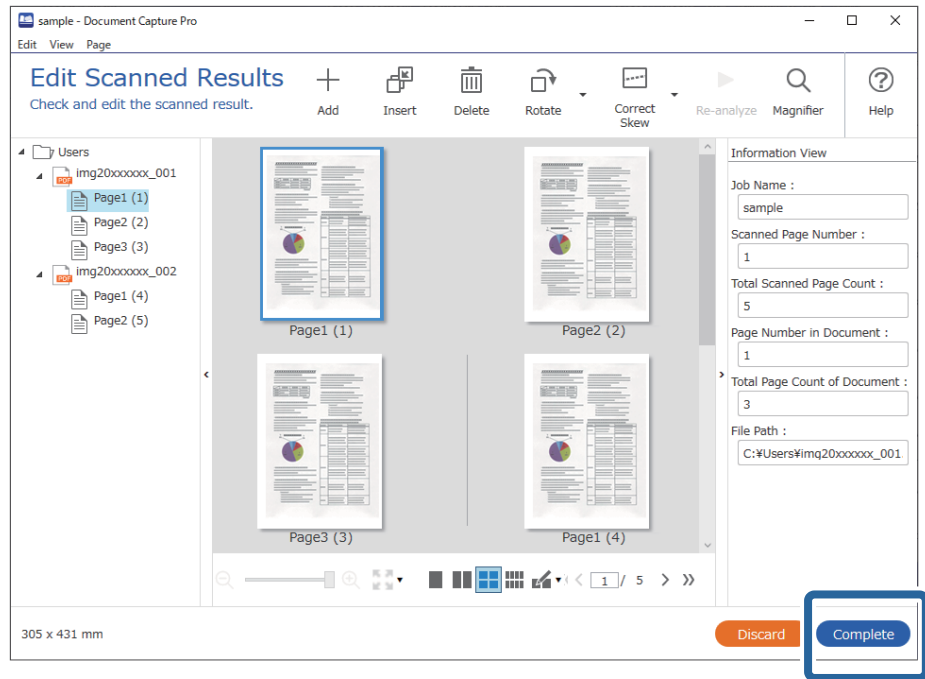 sample - Document Capture Pro
Edit View Page
Edit Scanned Results
Check and edit the scanned result.
Add
Insert
Delete
Rotate
Correct
Skew
Re-analyze
Magnifier
Help
Users
PDF
img20xxxxxx_001
Page1 (1)
Page2 (2)
Page3 (3)
PDF
img20xxxxxx_002
Page1 (4)
Page2 (5)
Page1 (1)
Page2 (2)
Page3 (3)
Page1 (4)
1 / 5
Information View
Job Name :
sample
Scanned Page Number :
1
Total Scanned Page Count :
5
Page Number in Document :
1
Total Page Count of Document :
3
File Path :
C:¥Users¥img20xxxxxx_001.
305 x 431 mm
Discard
Complete